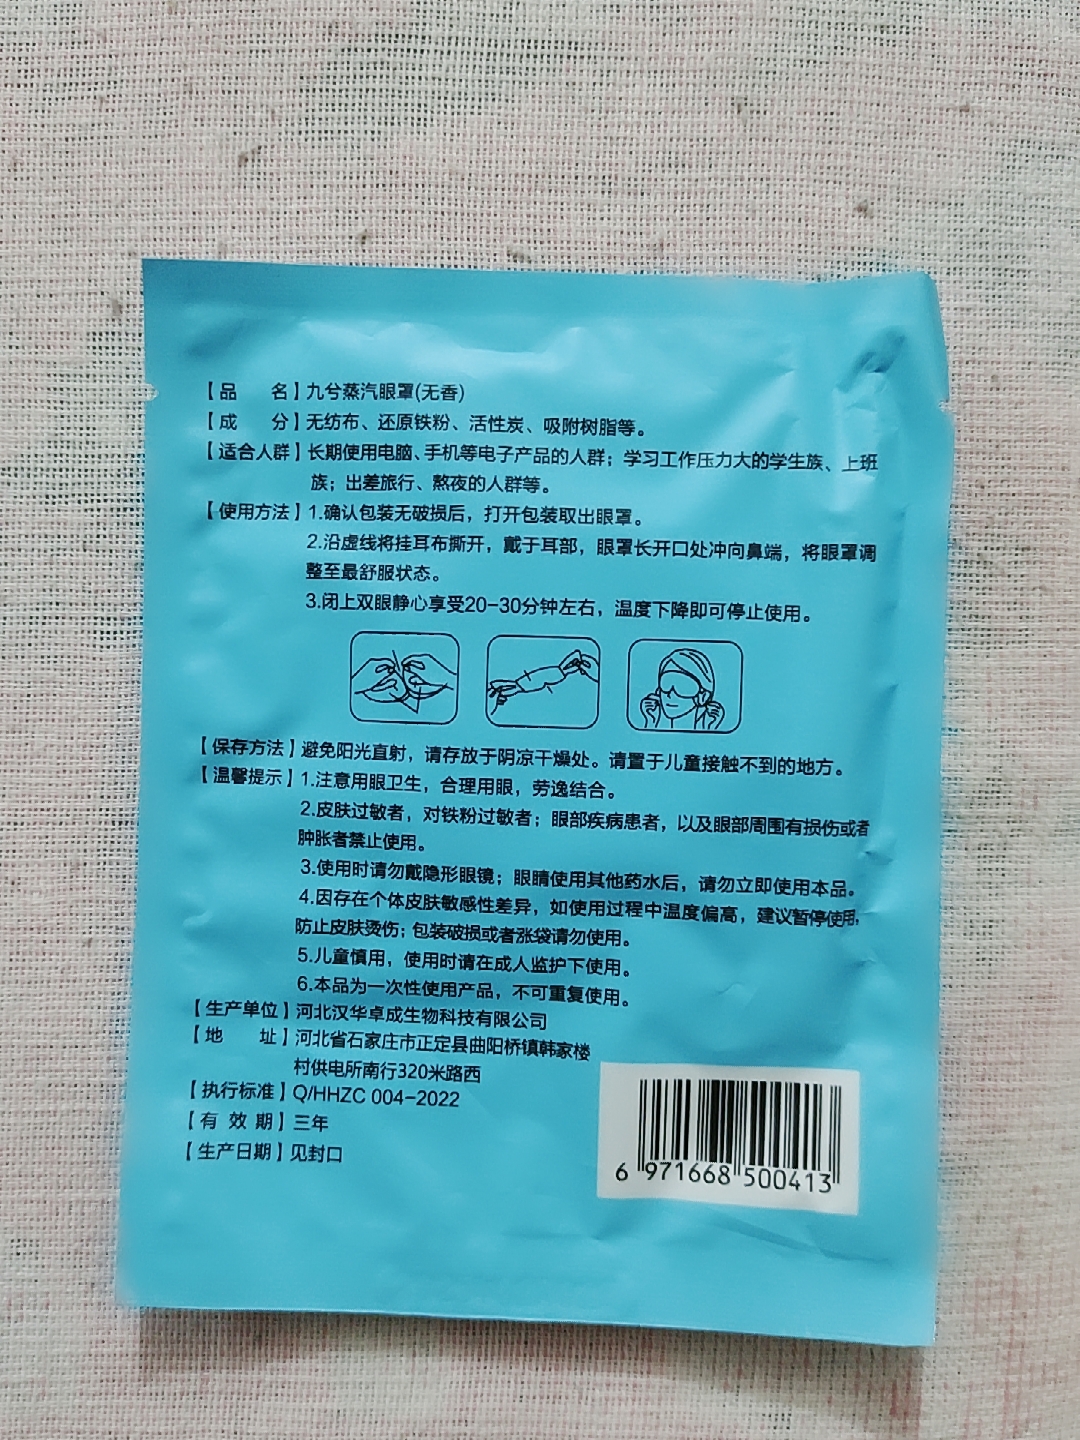 【品 名】九兮蒸汽眼罩(无香)
【成 分】无纺布、还原铁粉、活性炭、吸附树脂等。
【适合人群】长期使用电脑、手机等电子产品的人群；学习工作压力大的学生族、上班
族；出差旅行、熬夜的人群等。
【使用方法】1.确认包装无破损后，打开包装取出眼罩。
2.沿虚线将挂耳布撕开，戴于耳部，眼罩长开口处冲向鼻端，将眼罩调
整至最舒服状态。
3.闭上双眼静心享受20-30分钟左右，温度下降即可停止使用。
【保存方法】避免阳光直射，请存放于阴凉干燥处。请置于儿童接触不到的地方。
【温馨提示】1.注意用眼卫生，合理用眼，劳逸结合。
2.皮肤过敏者，对铁粉过敏者；眼部疾病患者，以及眼部周围有损伤或者
肿胀者禁止使用。
3.使用时请勿戴隐形眼镜；眼睛使用其他药水后，请勿立即使用本品。
4.因存在个体皮肤敏感性差异，如使用过程中温度偏高，建议暂停使用，
防止皮肤烫伤；包装破损或者涨袋请勿使用。
5.儿童慎用，使用时请在成人监护下使用。
6.本品为一次性使用产品，不可重复使用。
【生产单位】河北汉华卓成生物科技有限公司
【地 址】河北省石家庄市正定县曲阳桥镇韩家楼
村供电所南行320米路西
【执行标准】Q/HHZC 004-2022
【有 效 期】三年
【生产日期】见封口
6 971668 500413